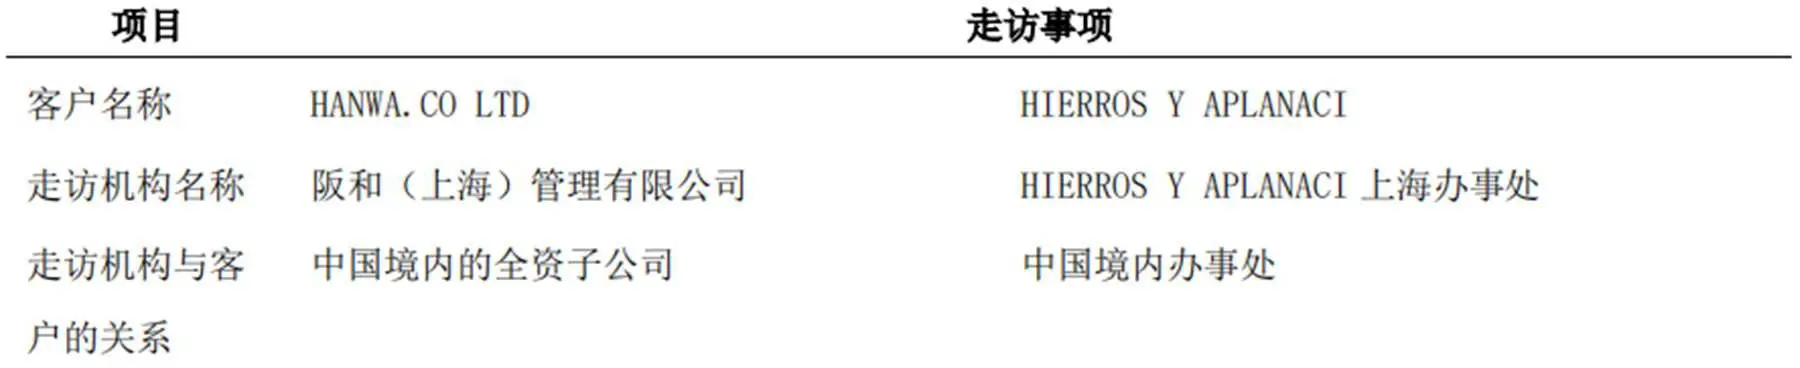 项目 走访事项
客户名称 HANWA.CO LTD HIERROS Y APLANACI
走访机构名称 阪和（上海）管理有限公司 HIERROS Y APLANACI 上海办事处
走访机构与客 中国境内的全资子公司 中国境内办事处
户的关系